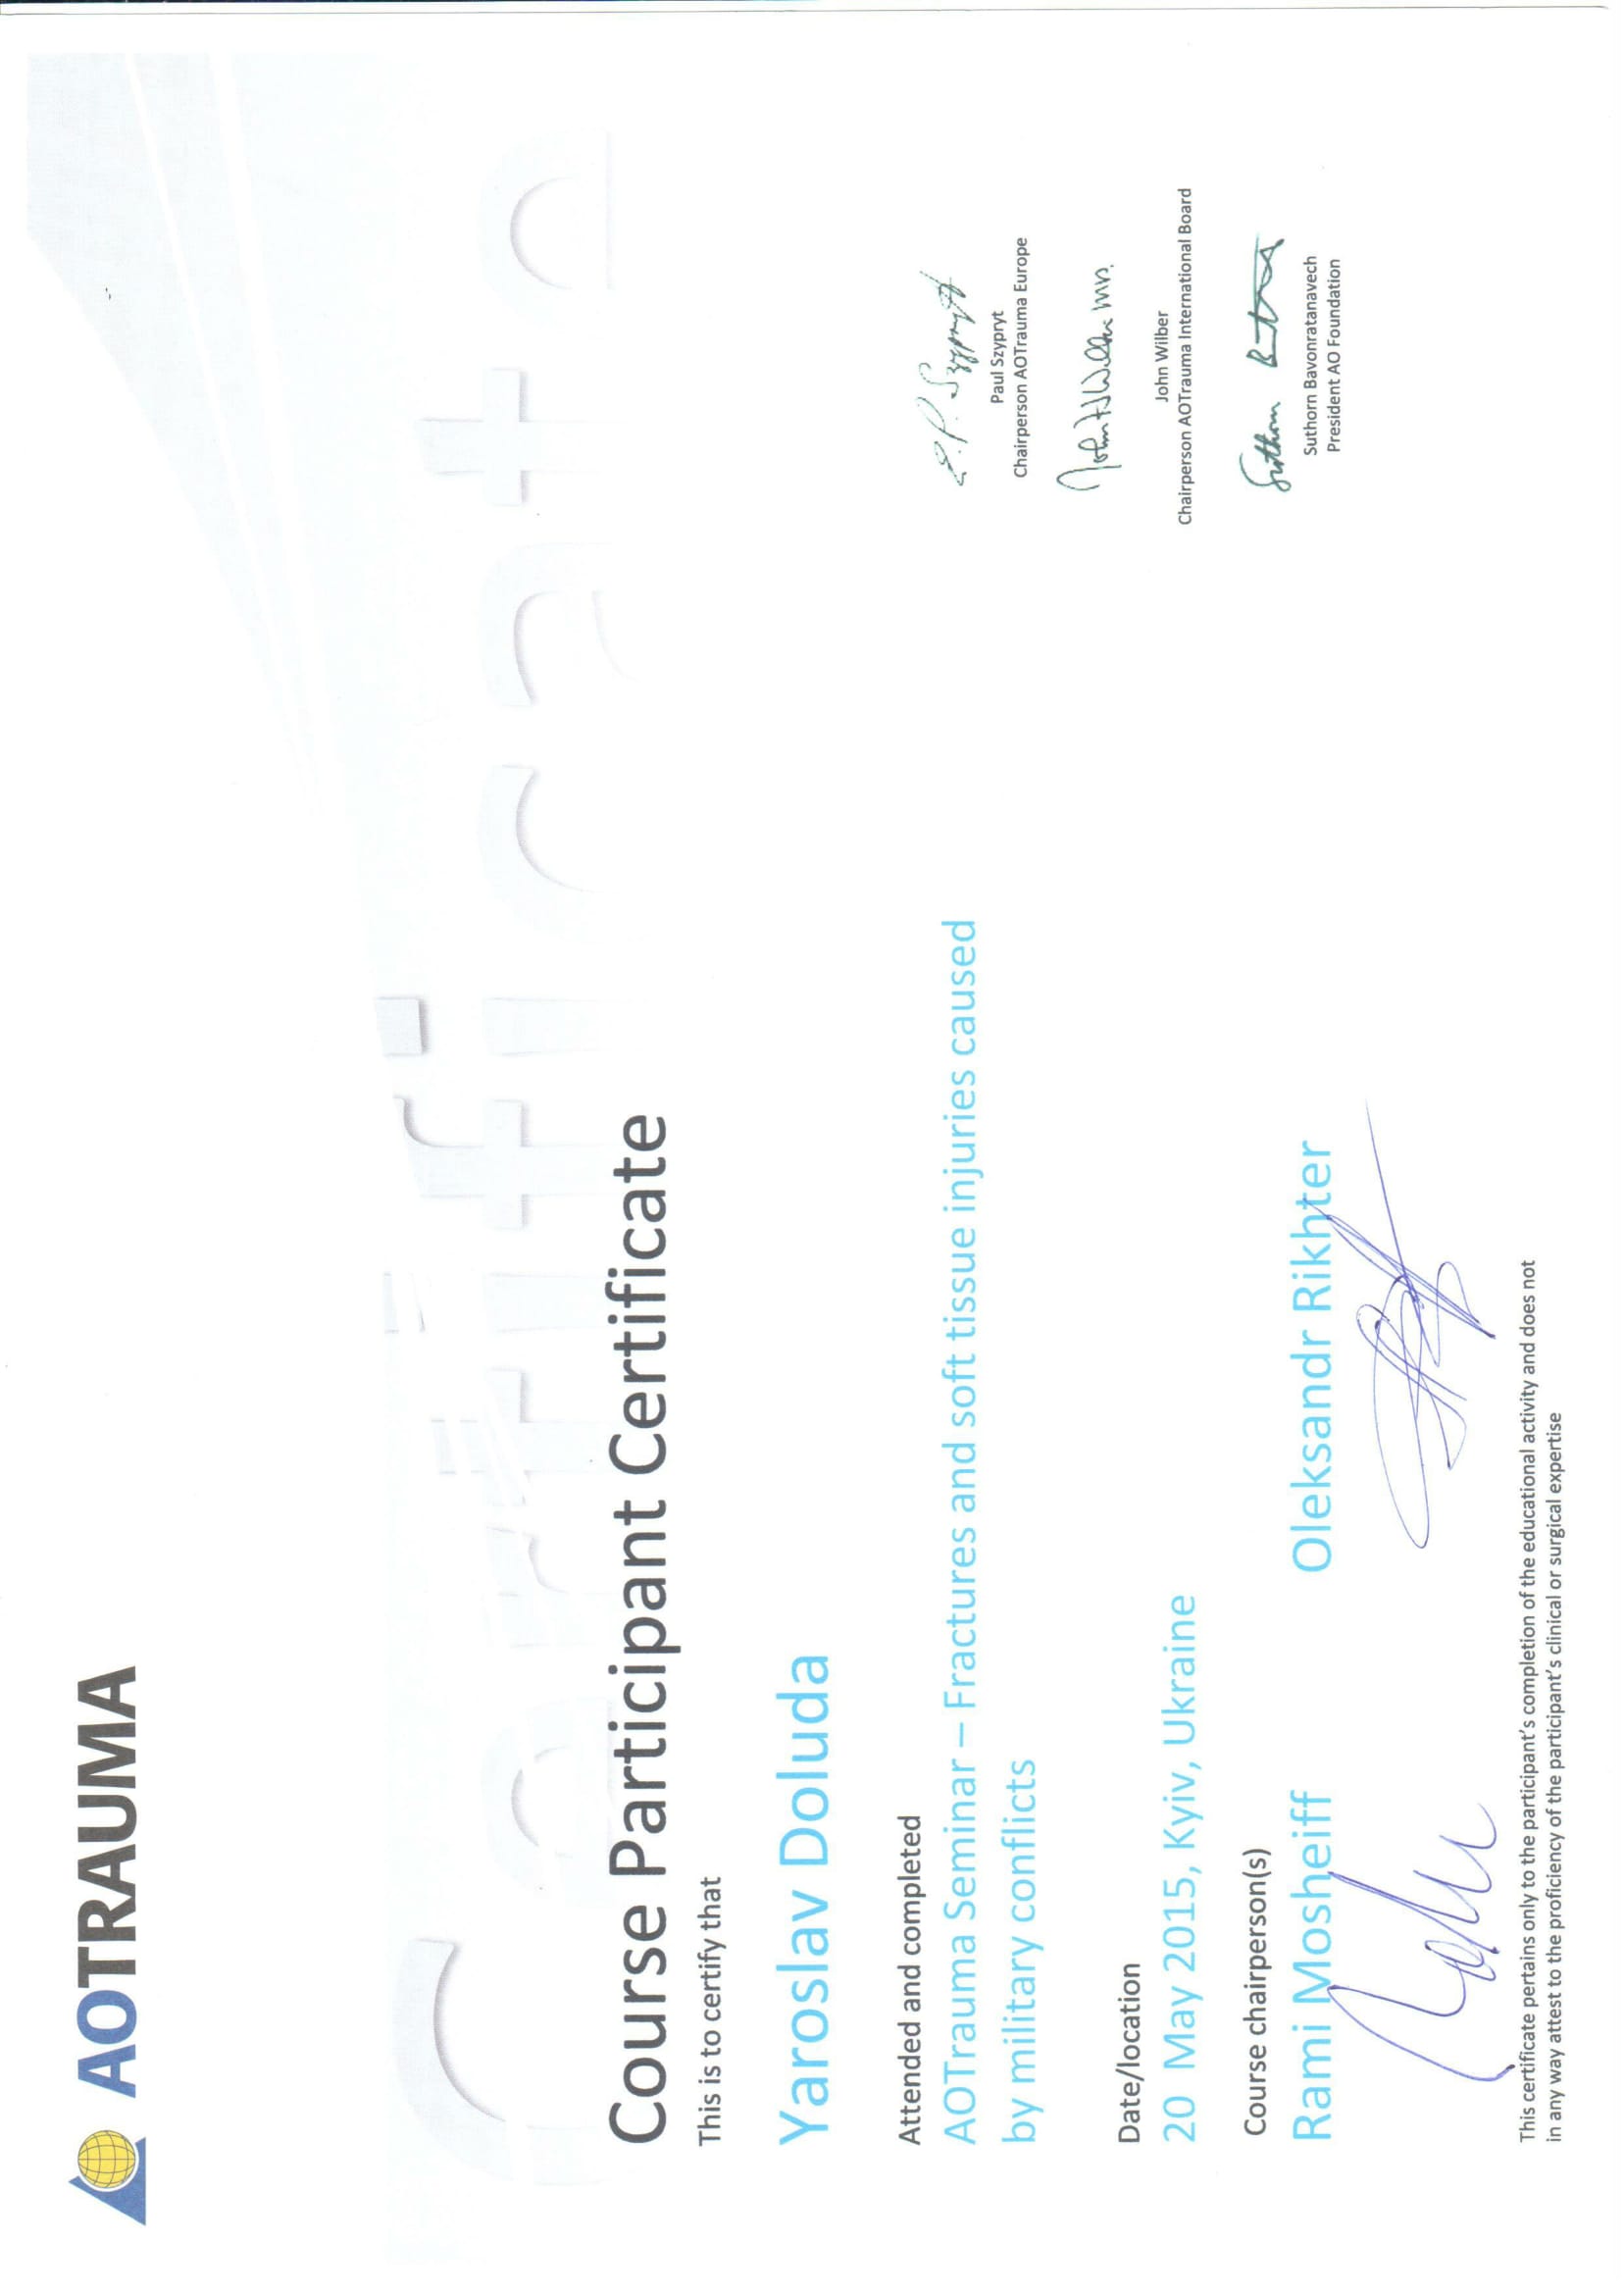 AOTRAUMA
Certificate
Course Participant Certificate
This is to certify that
Yaroslav Doluda
Attended and completed
AOTrauma Seminar – Fractures and soft tissue injuries caused
by military conflicts
Date/location
20 May 2015, Kyiv, Ukraine
Course chairperson(s)
Rami Mosheiff
Oleksandr Rikhter
This certificate pertains only to the participant's completion of the educational activity and does not
in any way attest to the proficiency of the participant's clinical or surgical expertise
Paul Szypryt
Chairperson AOTrauma Europe
John Wilber
Chairperson AOTrauma International Board
Suthorn Bavonratanavech
President AO Foundation